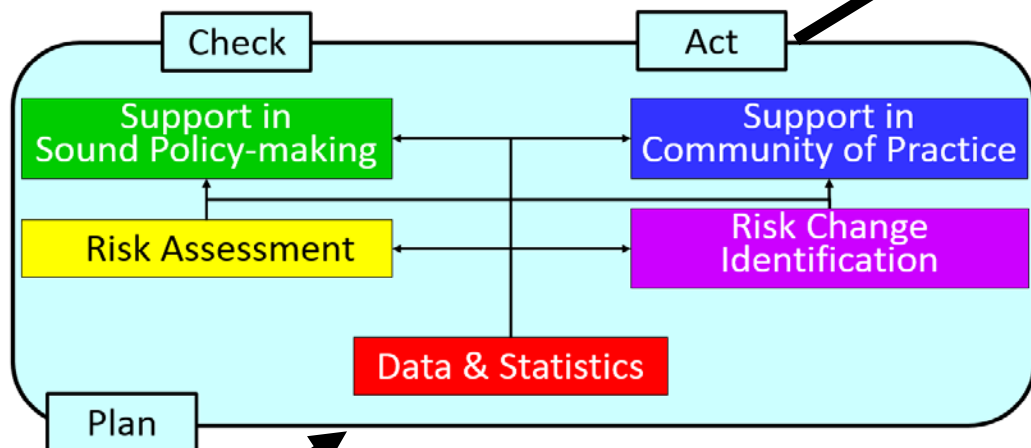 Check
Act
Support in
Sound Policy-making
Support in
Community of Practice
Risk Assessment
Risk Change
Identification
Data & Statistics
Plan